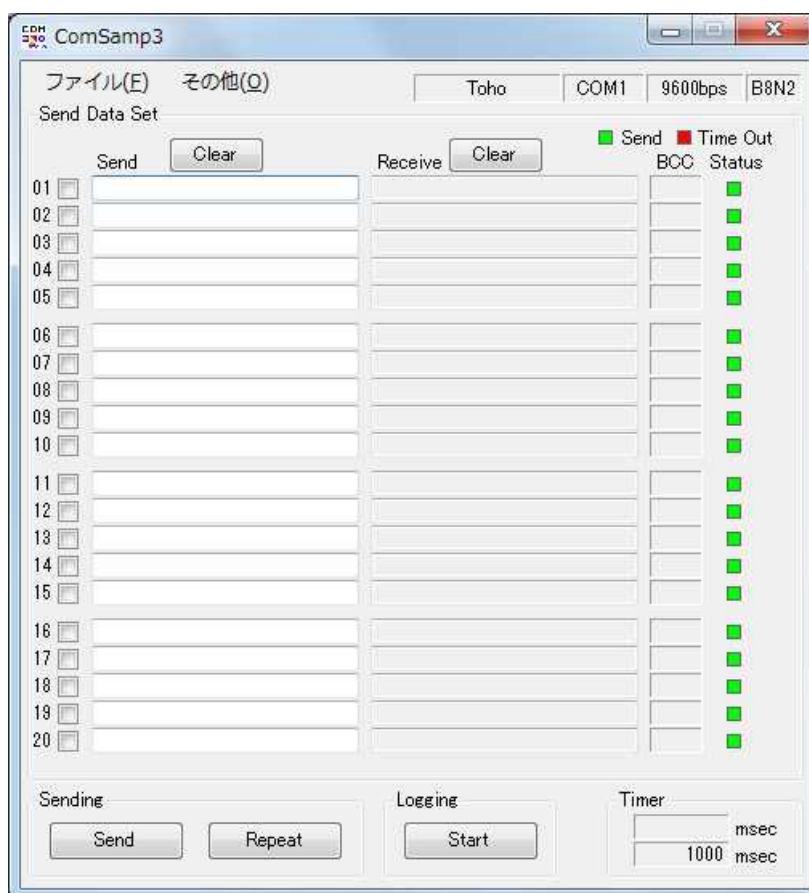 ComSamp3
ファイル(F) その他(O) Toho COM1 9600bps B8N2
Send Data Set
Send Time Out
Send Clear Receive Clear BCC Status
01
02
03
04
05
06
07
08
09
10
11
12
13
14
15
16
17
18
19
20
Sending Logging Timer
Send Repeat Start msec
1000 msec